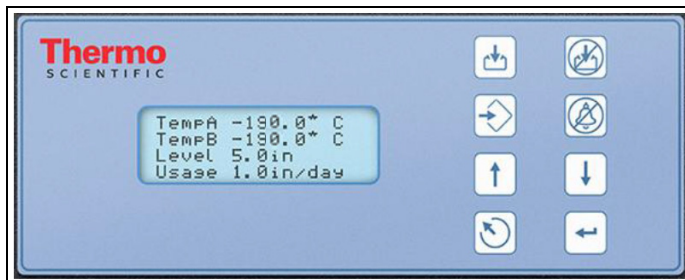 Thermo
SCIENTIFIC
TempA -190.0* C
TempB -190.0* C
Level 5.0in
Usage 1.0in/day